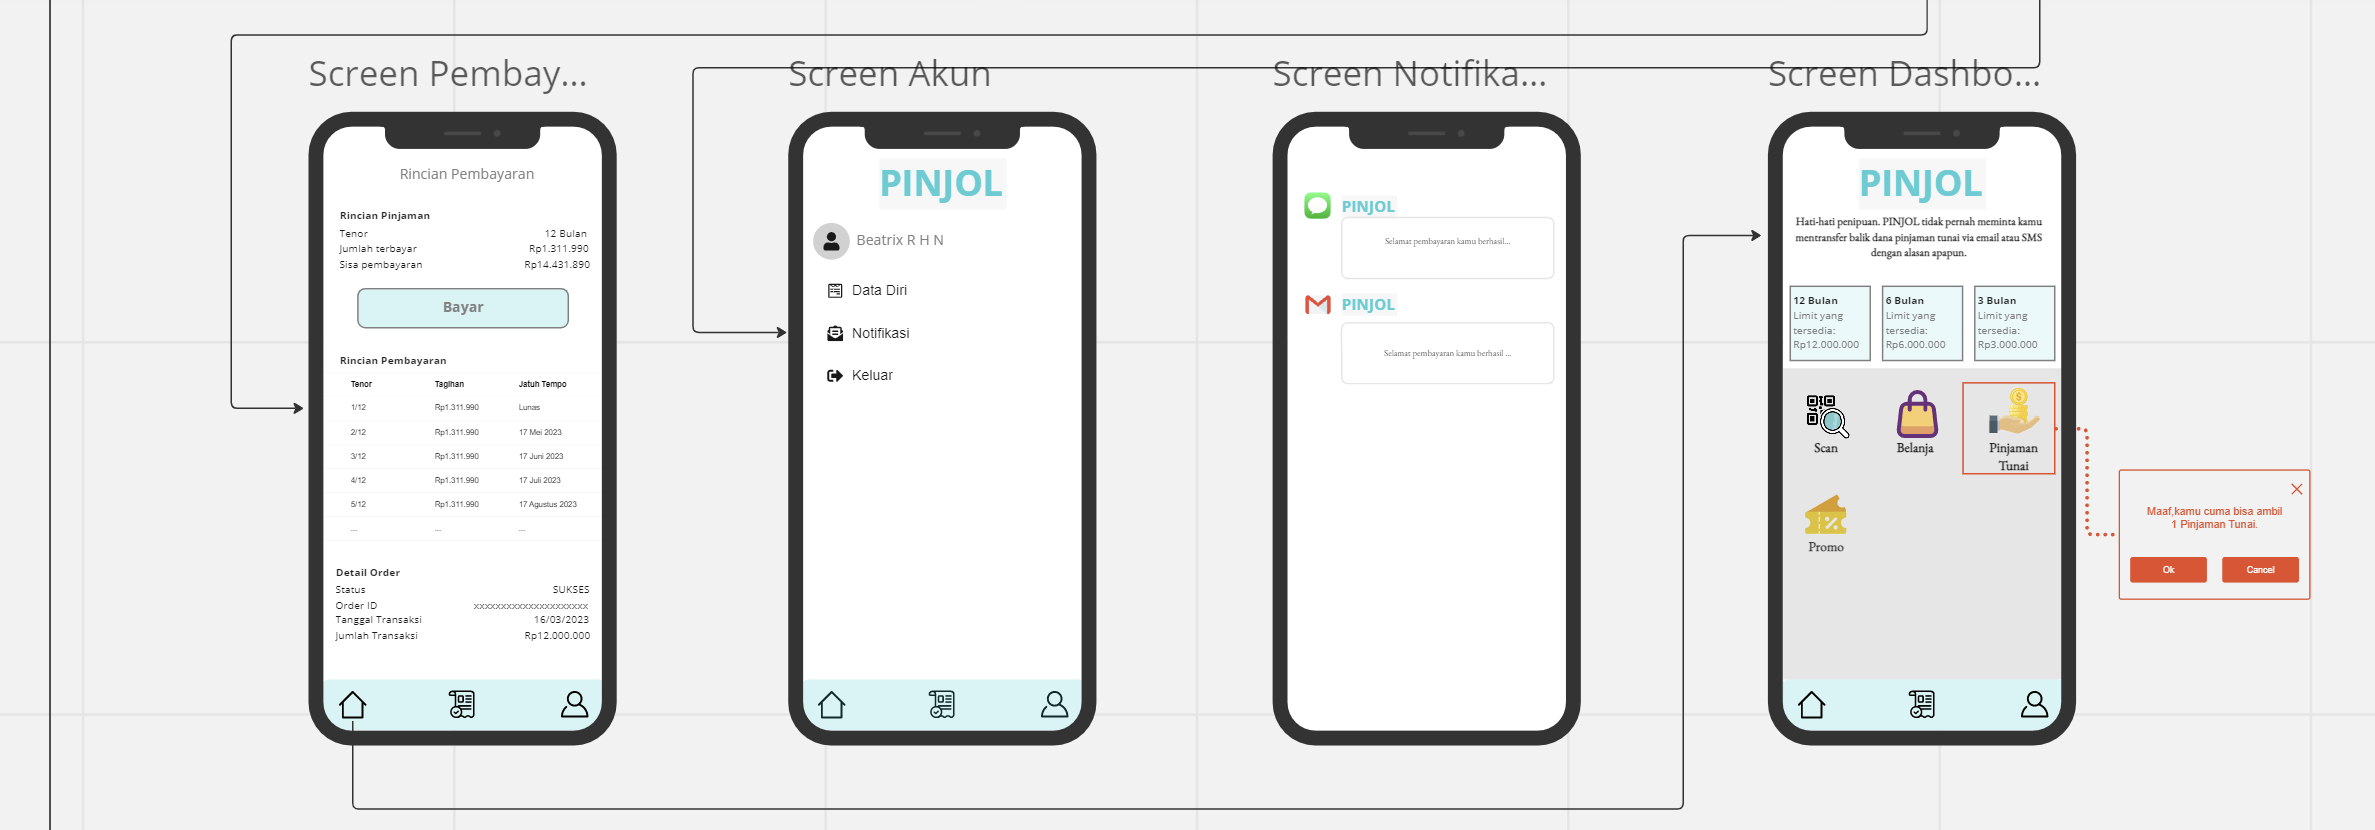 Screen Pembay...
Rincian Pembayaran
Rincian Pinjaman
Tenor 12 Bulan
Jumlah terbayar Rp1.311.990
Sisa pembayaran Rp14.431.890
Bayar
Rincian Pembayaran
Tenor Tagihan Jatuh Tempo
1/12 Rp1.311.990 Lunas
2/12 Rp1.311.990 17 Mei 2023
3/12 Rp1.311.990 17 Juni 2023
4/12 Rp1.311.990 17 Juli 2023
5/12 Rp1.311.990 17 Agustus 2023
... ... ...
Detail Order
Status SUKSES
Order ID xxxxxxxxxxxxxxxxxxxxx
Tanggal Transaksi 16/03/2023
Jumlah Transaksi Rp12.000.000
Screen Akun
PINJOL
Beatrix R H N
Data Diri
Notifikasi
Keluar
Screen Notifika...
PINJOL
Selamat pembayaran kamu berhasil...
PINJOL
Selamat pembayaran kamu berhasil ...
Screen Dashbo...
PINJOL
Hati-hati penipuan. PINJOL tidak pernah meminta kamu
mentransfer balik dana pinjaman tunai via email atau SMS
dengan alasan apapun.
12 Bulan
Limit yang
tersedia:
Rp12.000.000
6 Bulan
Limit yang
tersedia:
Rp6.000.000
3 Bulan
Limit yang
tersedia:
Rp3.000.000
Scan
Belanja
Pinjaman
Tunai
Promo
Maaf,kamu cuma bisa ambil
1 Pinjaman Tunai.
Ok
Cancel